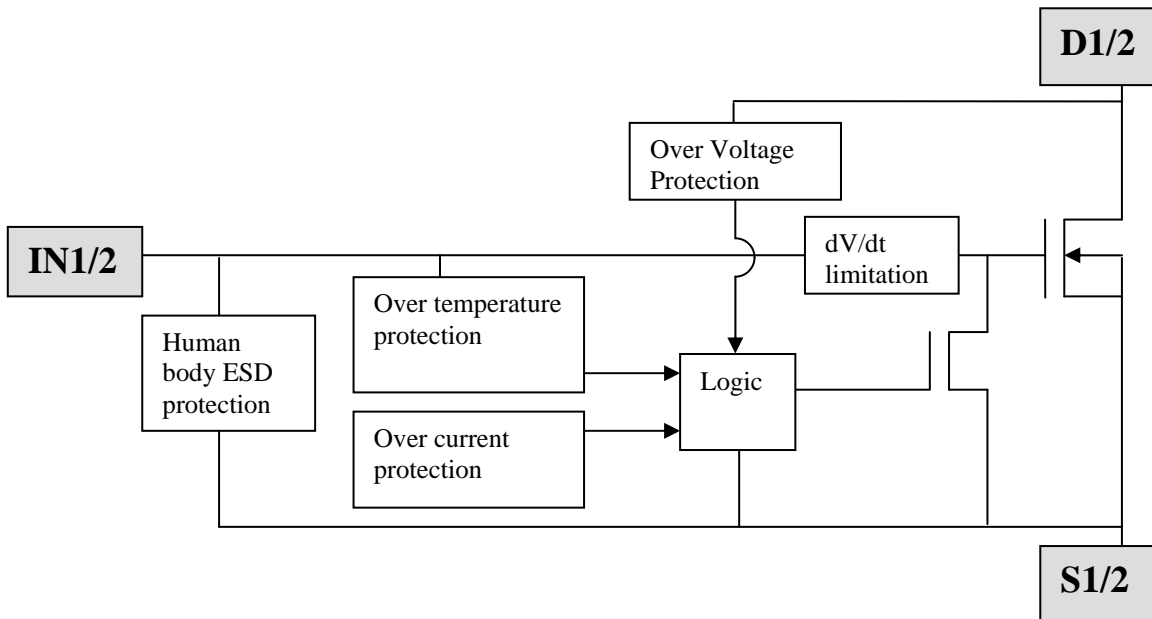 D1/2
Over Voltage
Protection
IN1/2
dV/dt
limitation
Over temperature
protection
Human
body ESD
protection
Logic
Over current
protection
S1/2